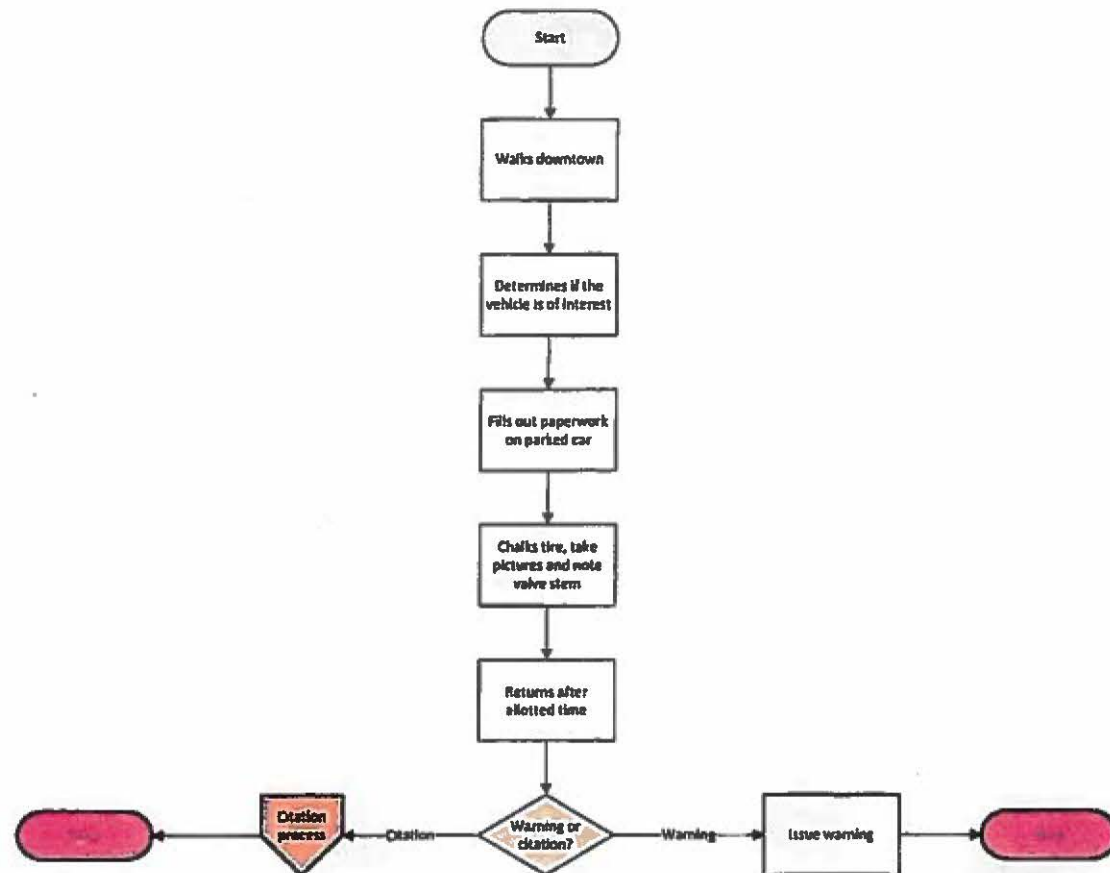 Start
Walks downtown
Determines if the
vehicle is of interest
Fills out paperwork
on parked car
Chalks tire, take
pictures and note
valve stem
Returns after
allotted time
Citation
process
Citation
Warning or
citation?
Warning
Issue warning